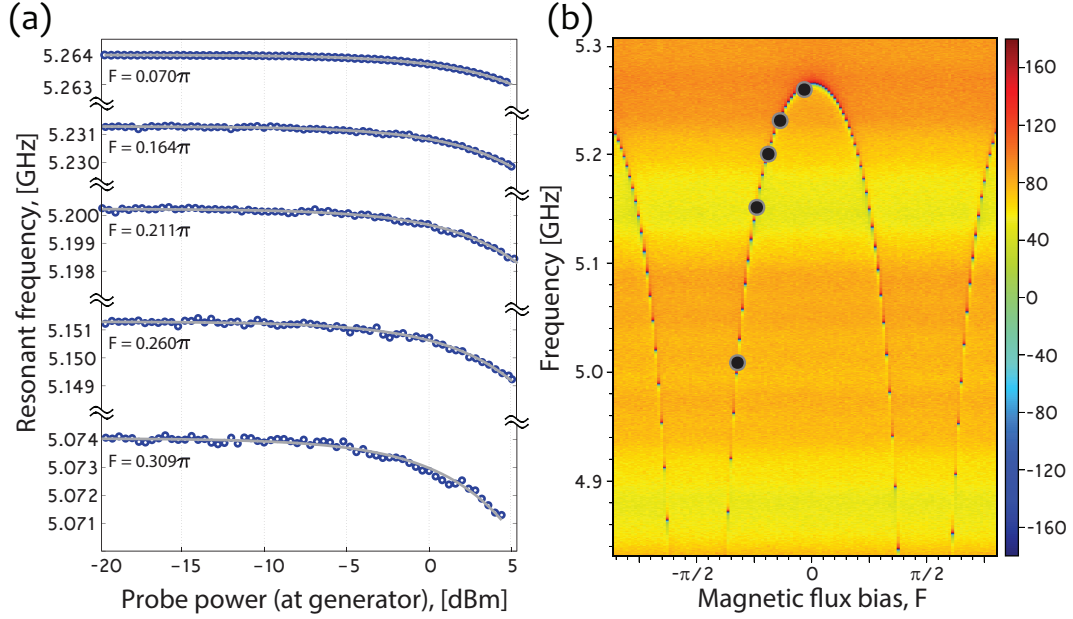 (a)
5.264
F = 0.070π
5.263
5.231
F = 0.164π
5.230
5.200
F = 0.211π
5.199
5.198
5.151
F = 0.260π
5.150
5.149
5.074
F = 0.309π
5.073
5.072
5.071
-20 -15 -10 -5 0 5
Resonant frequency, [GHz]
Probe power (at generator), [dBm]
(b)
5.3
5.2
5.1
5.0
4.9
Frequency [GHz]
-π/2 0 π/2
Magnetic flux bias, F
160
120
80
40
0
-40
-80
-120
-160